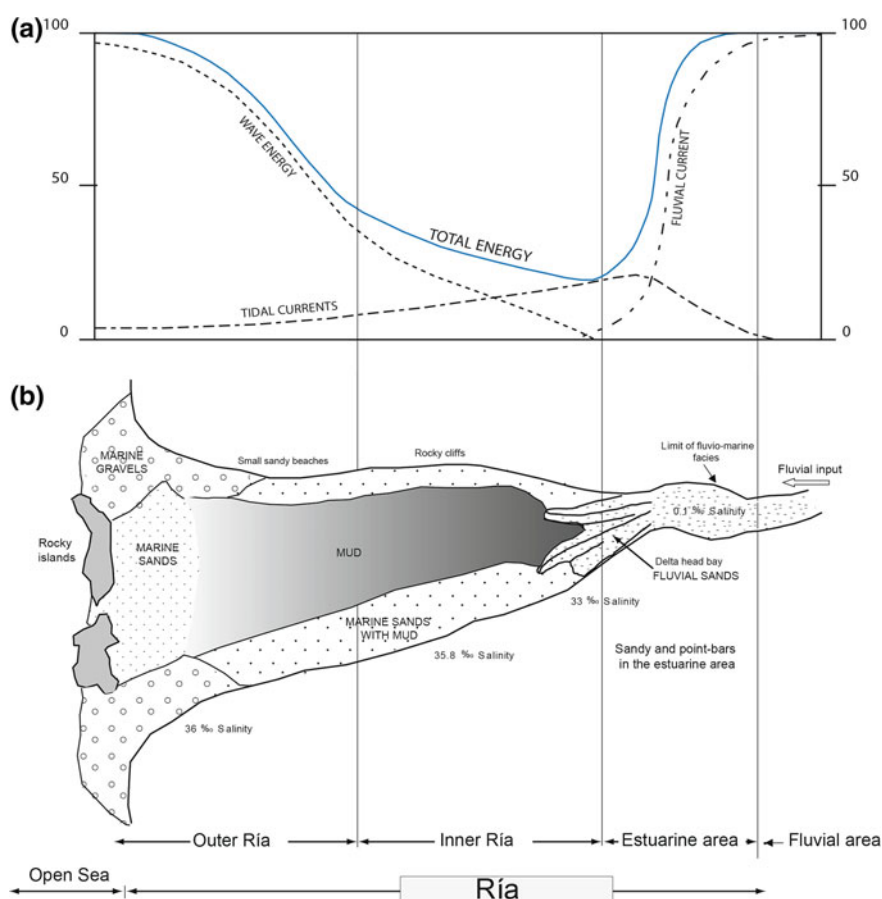 (a)
100
100
WAVE ENERGY
FLUVIAL CURRENT
50
50
TOTAL ENERGY
TIDAL CURRENTS
0
0
(b)
MARINE
GRAVELS
Small sandy beaches
Rocky cliffs
Limit of fluvio-marine
facies
Fluvial input
0.1 ‰ Salinity
Rocky
islands
MARINE
SANDS
MUD
Delta head bay
FLUVIAL SANDS
33 ‰ Salinity
MARINE SANDS
WITH MUD
35.8 ‰ Salinity
Sandy and point-bars
in the estuarine area
36 ‰ Salinity
Outer Ría
Inner Ría
Estuarine area
Fluvial area
Open Sea
Ría